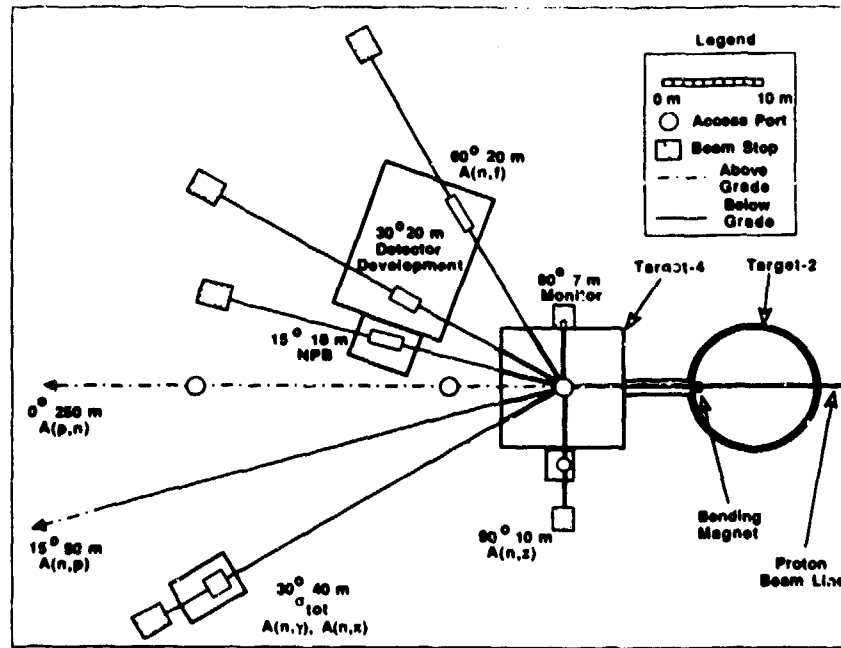 Legend
0 m 10 m
Access Port
Beam Stop
Above
Grade
Below
Grade
60° 20 m
A(n,f)
30° 20 m
Detector
Development
90° 7 m
Monitor
Target-4
Target-2
15° 18 m
NPB
0° 250 m
A(p,n)
15° 90 m
A(n,p)
30° 40 m
σ
tot
A(n,γ), A(n,x)
90° 10 m
A(n,z)
Bending
Magnet
Proton
Beam Line